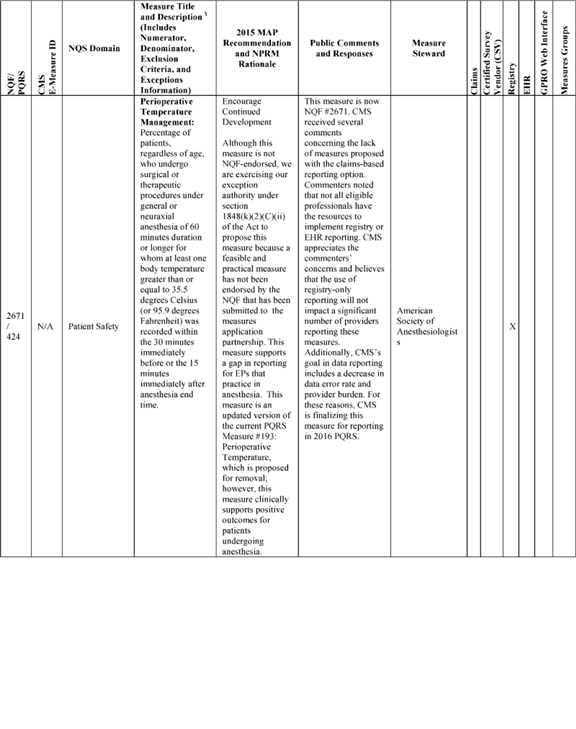 NQF/
PQRS
CMS
E-Measure ID
NQS Domain
Measure Title
and Description ¥
(Includes
Numerator,
Denominator,
Exclusion
Criteria, and
Exceptions
Information)
2015 MAP
Recommendation
and NPRM
Rationale
Public Comments
and Responses
Measure
Steward
Claims
Certified Survey
Vendor (CSV)
Registry
EHR
GPRO Web Interface
Measures Groups
2671
/
424
N/A
Patient Safety
Perioperative
Temperature
Management:
Percentage of
patients,
regardless of age,
who undergo
surgical or
therapeutic
procedures under
general or
neuraxial
anesthesia of 60
minutes duration
or longer for
whom at least one
body temperature
greater than or
equal to 35.5
degrees Celsius
(or 95.9 degrees
Fahrenheit) was
recorded within
the 30 minutes
immediately
before or the 15
minutes
immediately after
anesthesia end
time.
Encourage
Continued
Development
Although this
measure is not
NQF-endorsed, we
are exercising our
exception
authority under
section
1848(k)(2)(C)(ii)
of the Act to
propose this
measure because a
feasible and
practical measure
has not been
endorsed by the
NQF that has been
submitted to the
measures
application
partnership. This
measure supports
a gap in reporting
for EPs that
practice in
anesthesia. This
measure is an
updated version of
the current PQRS
Measure #193:
Perioperative
Temperature,
which is proposed
for removal;
however, this
measure clinically
supports positive
outcomes for
patients
undergoing
anesthesia.
This measure is now
NQF #2671. CMS
received several
comments
concerning the lack
of measures proposed
with the claims-based
reporting option.
Commenters noted
that not all eligible
professionals have
the resources to
implement registry or
EHR reporting. CMS
appreciates the
commenters'
concerns and believes
that the use of
registry-only
reporting will not
impact a significant
number of providers
reporting these
measures.
Additionally, CMS's
goal in data reporting
includes a decrease in
data error rate and
provider burden. For
these reasons, CMS
is finalizing this
measure for reporting
in 2016 PQRS.
American
Society of
Anesthesiologist
s
X